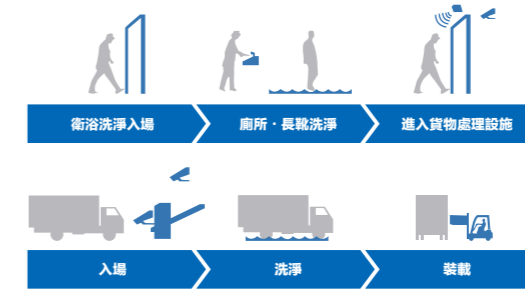 衛浴洗淨入場
廁所・長靴洗淨
進入貨物處理設施
入場
洗淨
裝載